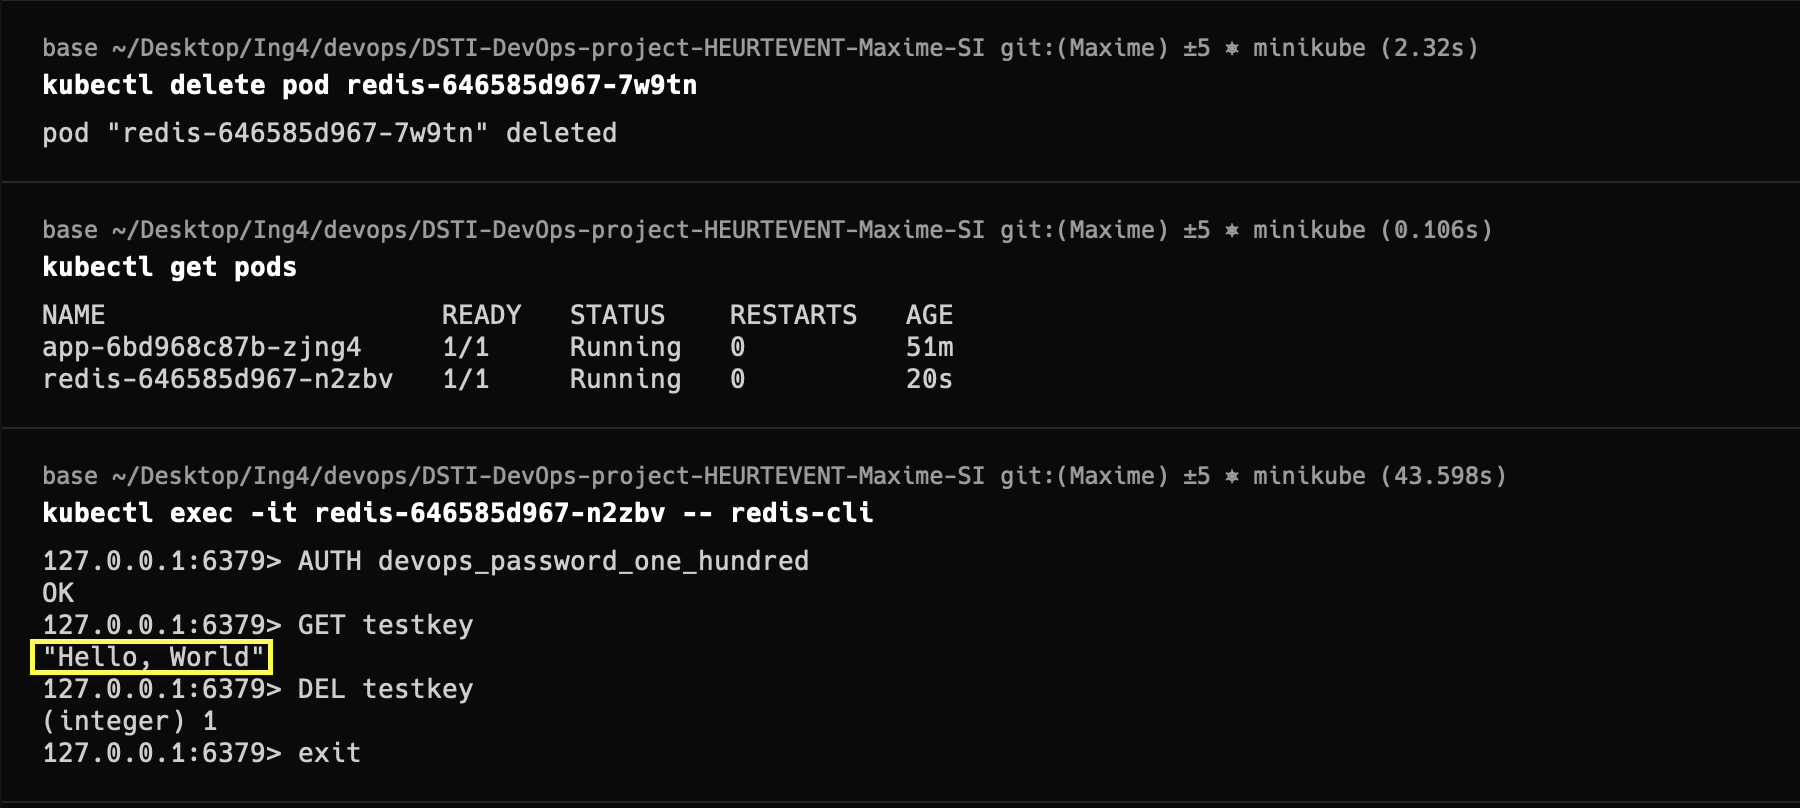 base ~/Desktop/Ing4/devops/DSTI-DevOps-project-HEURTEVENT-Maxime-SI git:(Maxime) ±5 ⎈ minikube (2.32s)
kubectl delete pod redis-646585d967-7w9tn
pod "redis-646585d967-7w9tn" deleted
base ~/Desktop/Ing4/devops/DSTI-DevOps-project-HEURTEVENT-Maxime-SI git:(Maxime) ±5 ⎈ minikube (0.106s)
kubectl get pods
NAME READY STATUS RESTARTS AGE
app-6bd968c87b-zjng4 1/1 Running 0 51m
redis-646585d967-n2zbv 1/1 Running 0 20s
base ~/Desktop/Ing4/devops/DSTI-DevOps-project-HEURTEVENT-Maxime-SI git:(Maxime) ±5 ⎈ minikube (43.598s)
kubectl exec -it redis-646585d967-n2zbv -- redis-cli
127.0.0.1:6379> AUTH devops_password_one_hundred
OK
127.0.0.1:6379> GET testkey
"Hello, World"
127.0.0.1:6379> DEL testkey
(integer) 1
127.0.0.1:6379> exit